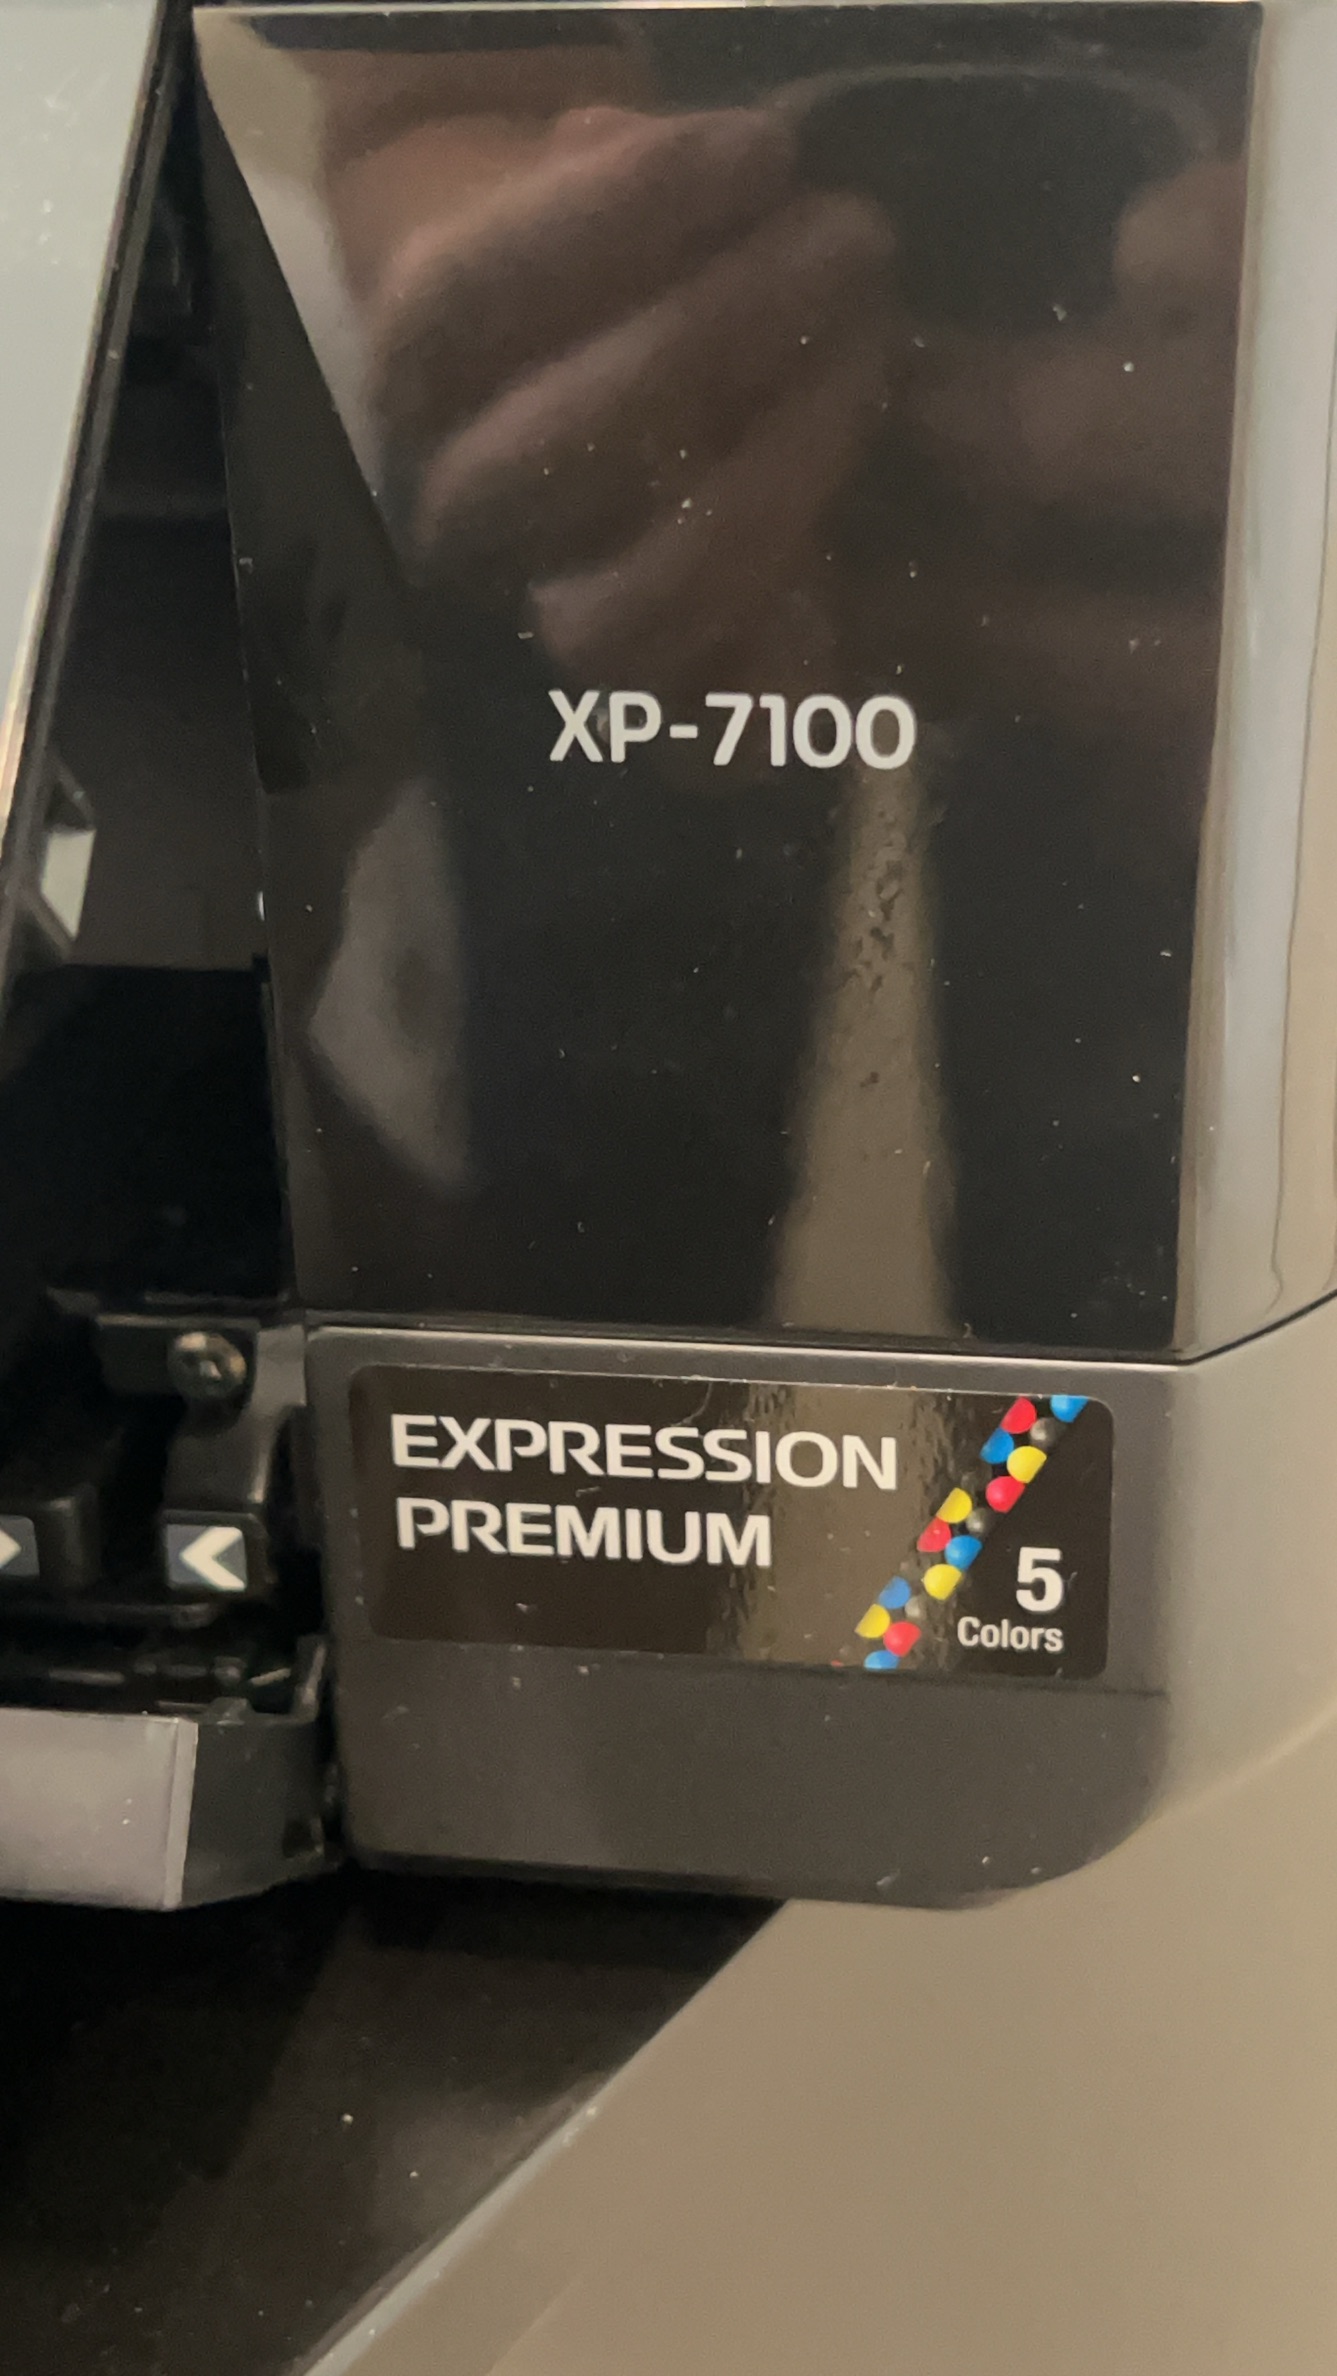 XP-7100
EXPRESSION
PREMIUM
5
Colors